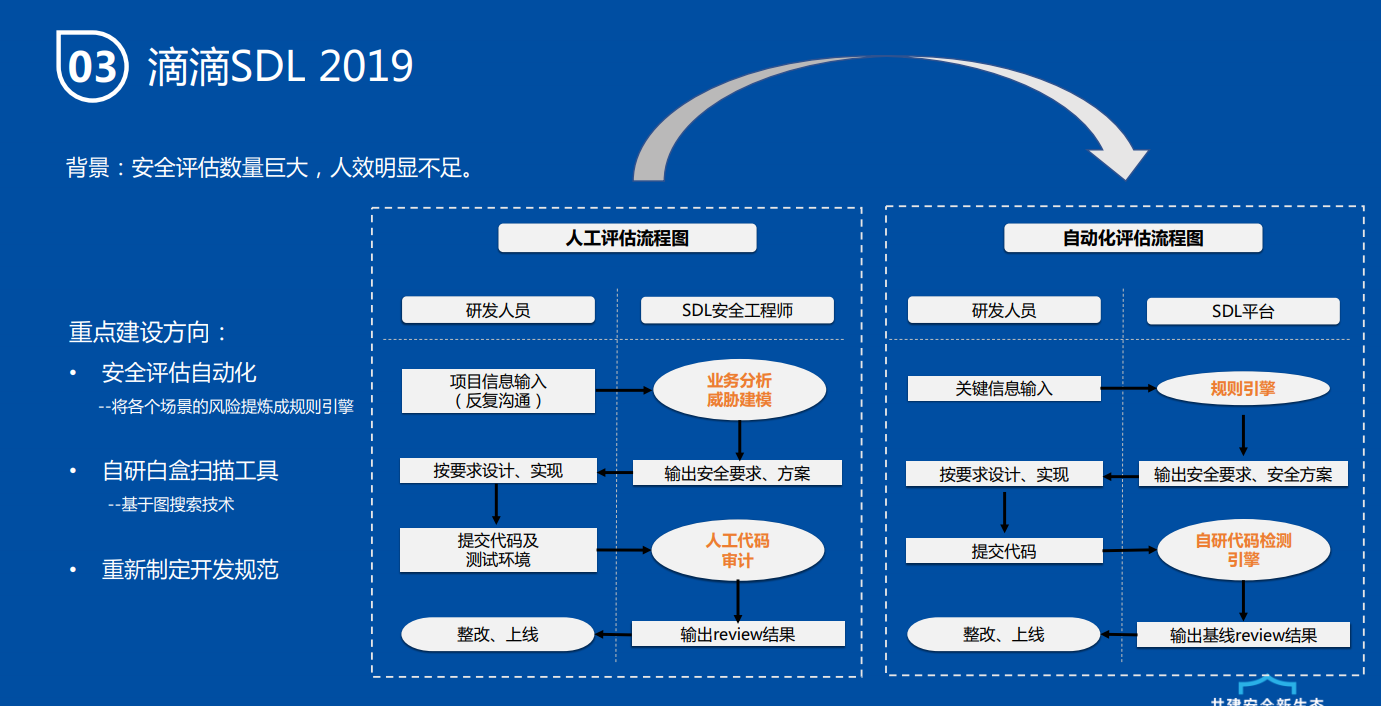 03 滴滴SDL 2019
背景：安全评估数量巨大，人效明显不足。
重点建设方向：
• 安全评估自动化
--将各个场景的风险提炼成规则引擎
• 自研白盒扫描工具
--基于图搜索技术
• 重新制定开发规范
人工评估流程图
研发人员
SDL安全工程师
项目信息输入
（反复沟通）
业务分析
威胁建模
按要求设计、实现
输出安全要求、方案
提交代码及
测试环境
人工代码
审计
整改、上线
输出review结果
自动化评估流程图
研发人员
SDL平台
关键信息输入
规则引擎
按要求设计、实现
输出安全要求、安全方案
提交代码
自研代码检测
引擎
整改、上线
输出基线review结果
共建安全新生态